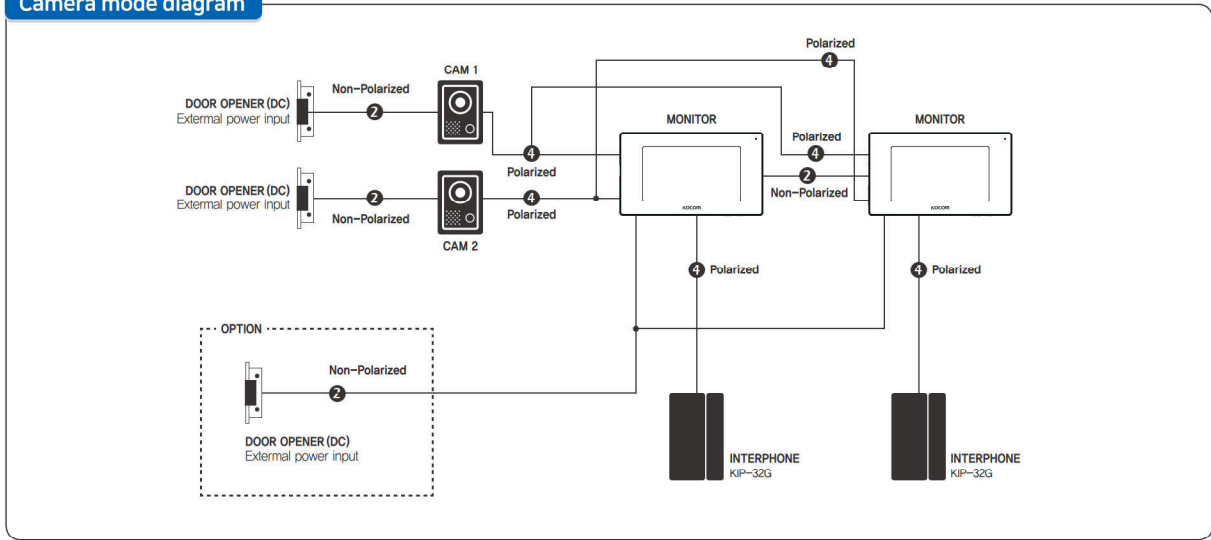 Camera mode diagram
Polarized
4
CAM 1
Non-Polarized
DOOR OPENER (DC)
External power input
2
MONITOR
MONITOR
Polarized
4
4
Polarized
2
Non-Polarized
DOOR OPENER (DC)
External power input
2
Non-Polarized
4
Polarized
CAM 2
KOCOM
KOCOM
4 Polarized
4 Polarized
OPTION
Non-Polarized
2
DOOR OPENER (DC)
Extermal power input
INTERPHONE
KIP-32G
INTERPHONE
KIP-32G